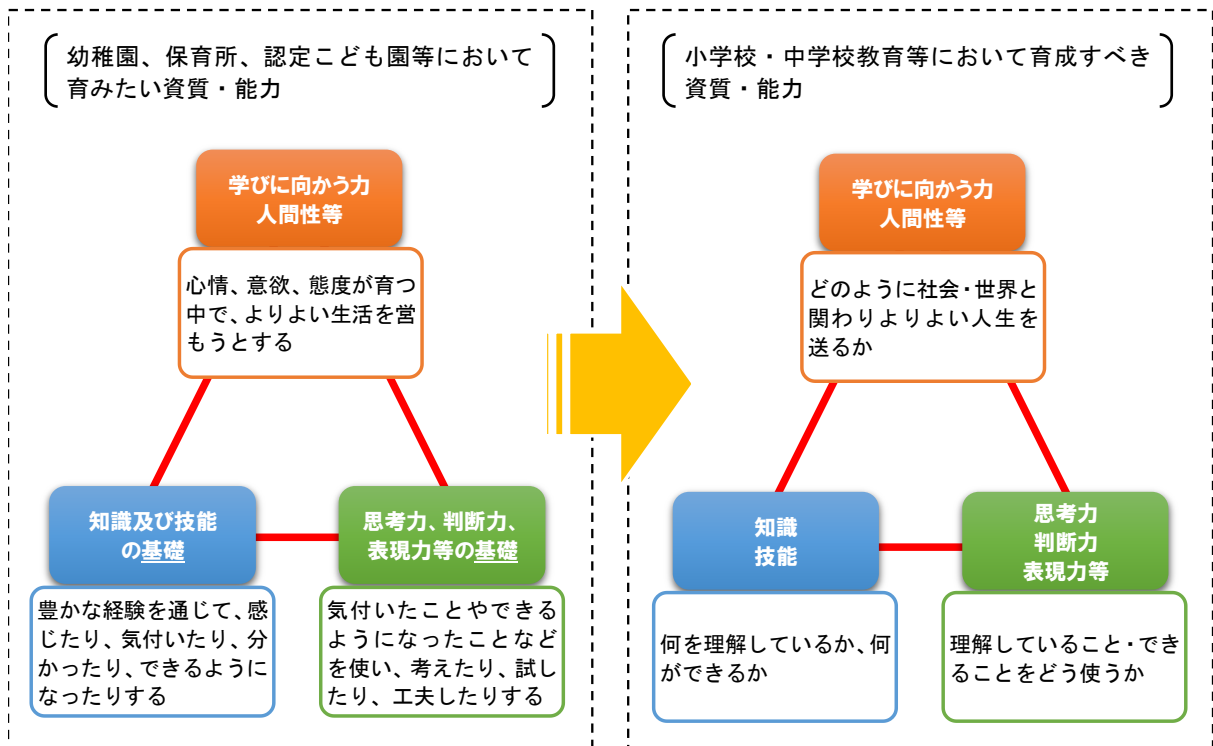 幼稚園、保育所、認定こども園等において
育みたい資質・能力
学びに向かう力
人間性等
心情、意欲、態度が育つ
中で、よりよい生活を営
もうとする
知識及び技能
の基礎
豊かな経験を通じて、感
じたり、気付いたり、分
かったり、できるように
なったりする
思考力、判断力、
表現力等の基礎
気付いたことやできる
ようになったことなど
を使い、考えたり、試し
たり、工夫したりする
小学校・中学校教育等において育成すべき
資質・能力
学びに向かう力
人間性等
どのように社会・世界と
関わりよりよい人生を
送るか
知識
技能
何を理解しているか、何
ができるか
思考力
判断力
表現力等
理解していること・でき
ることをどう使うか